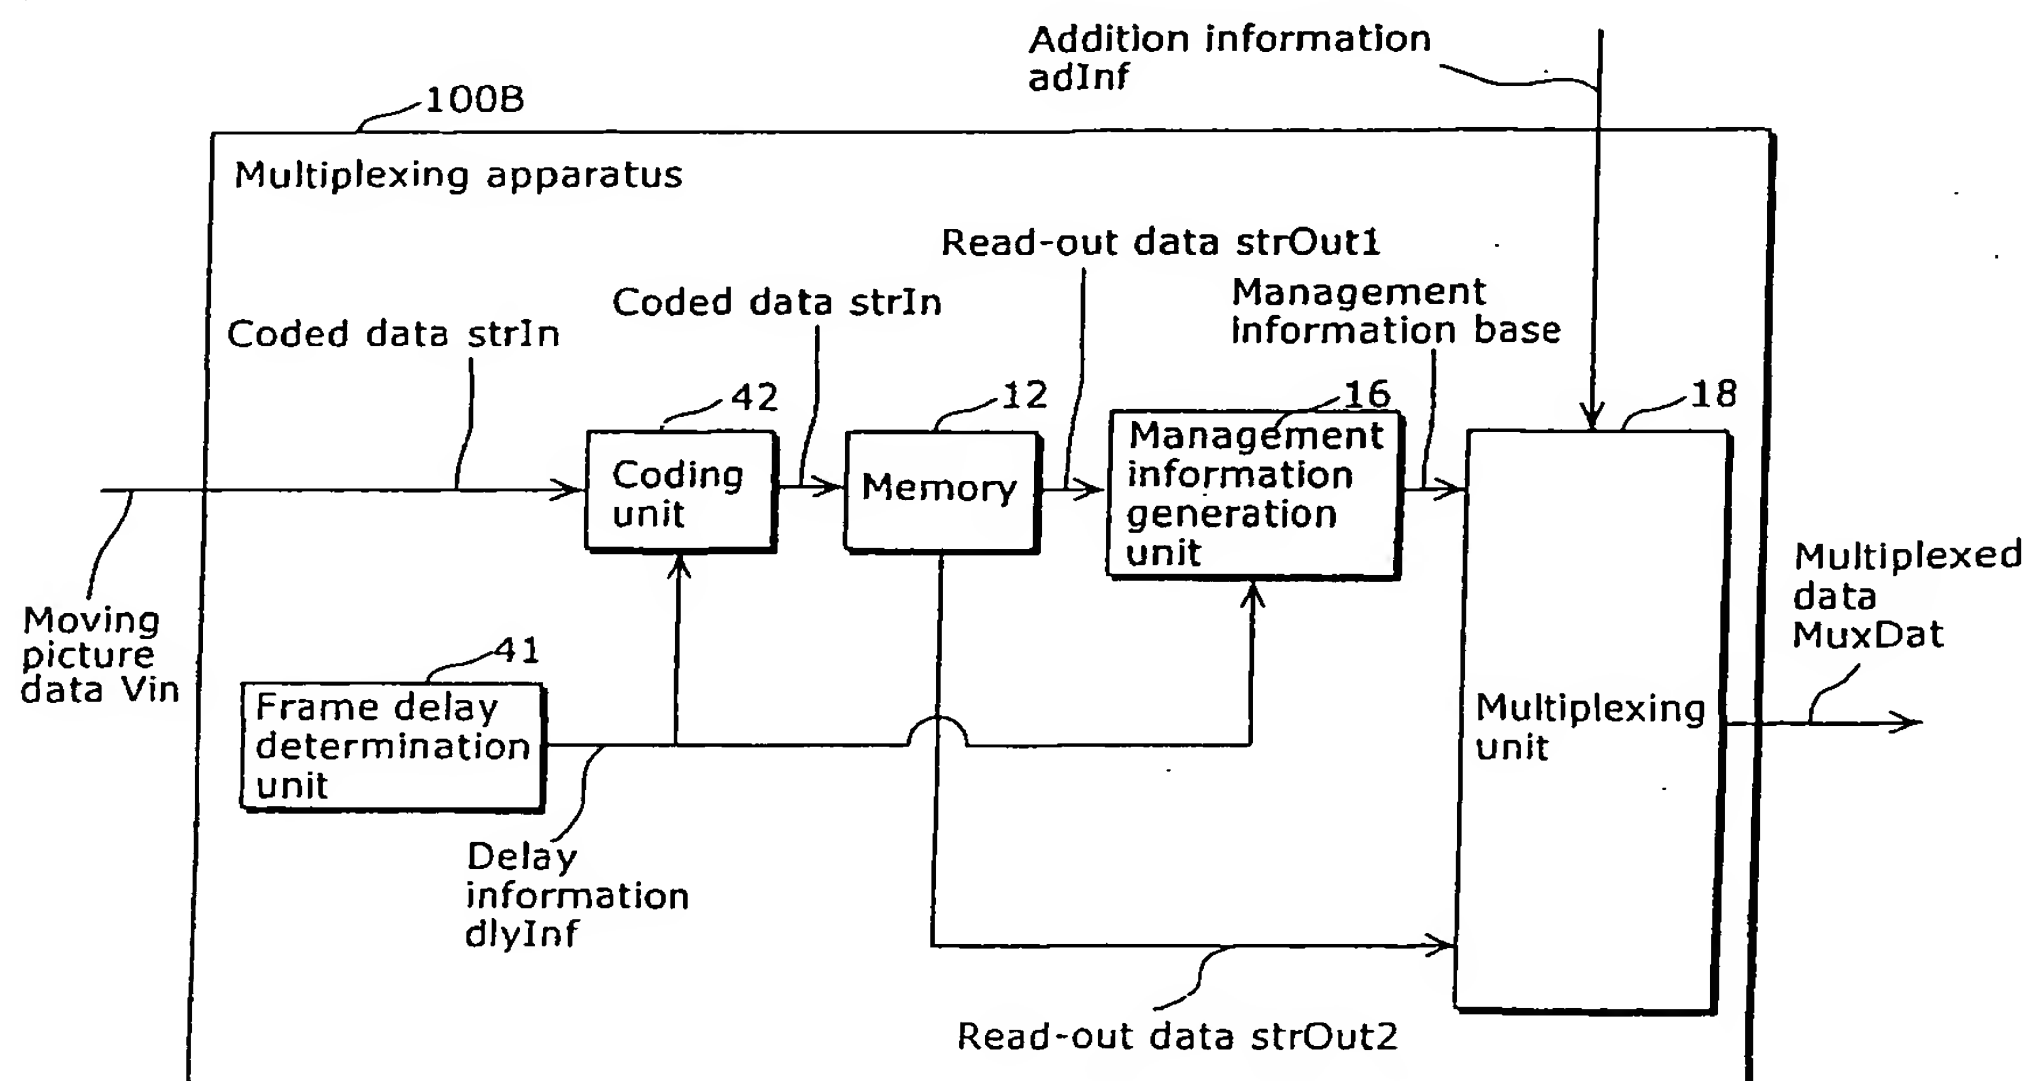 Addition information
adInf
100B
Multiplexing apparatus
Read-out data strOut1
Coded data strIn
Management
information base
Coded data strIn
42
12
16
18
Coding
unit
Memory
Management
information
generation
unit
Moving
picture
data Vin
41
Frame delay
determination
unit
Multiplexing
unit
Multiplexed
data
MuxDat
Delay
information
dlyInf
Read-out data strOut2